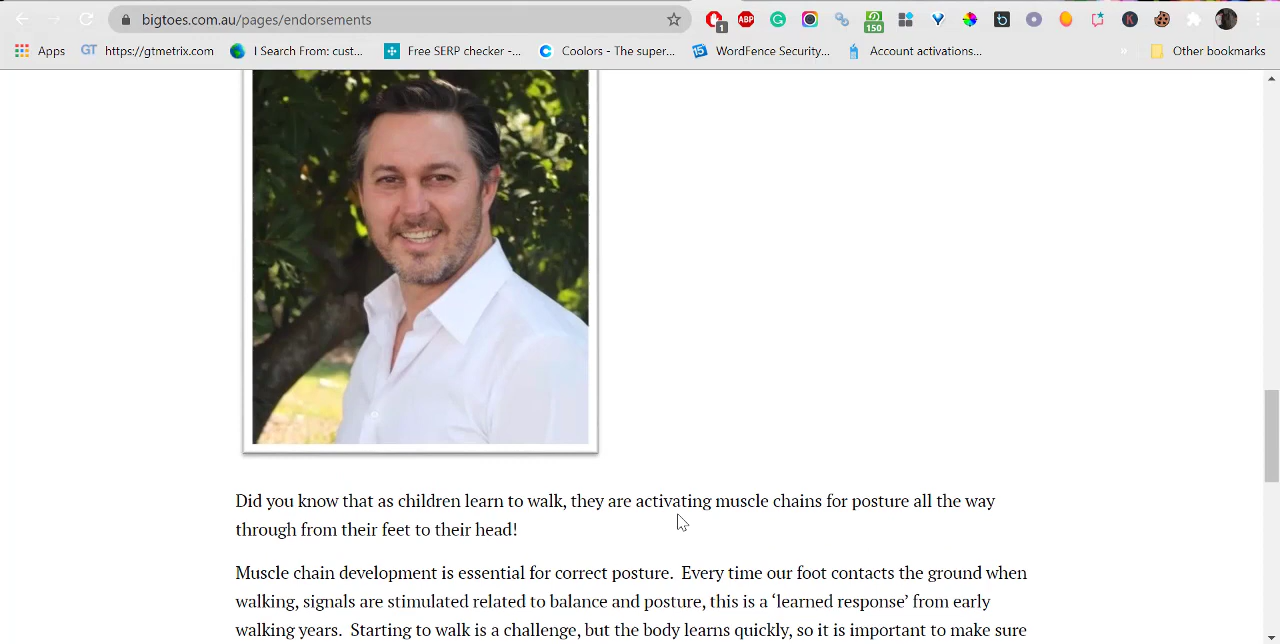 bigtoes.com.au/pages/endorsements
1
ABP
150
Apps GT https://gtmetrix.com I Search From: cust... Free SERP checker -... C Coolors - The super... 15 WordFence Security... Account activations... » Other bookmarks
Did you know that as children learn to walk, they are activating muscle chains for posture all the way
through from their feet to their head!
Muscle chain development is essential for correct posture. Every time our foot contacts the ground when
walking, signals are stimulated related to balance and posture, this is a ‘learned response’ from early
walking years. Starting to walk is a challenge, but the body learns quickly, so it is important to make sure